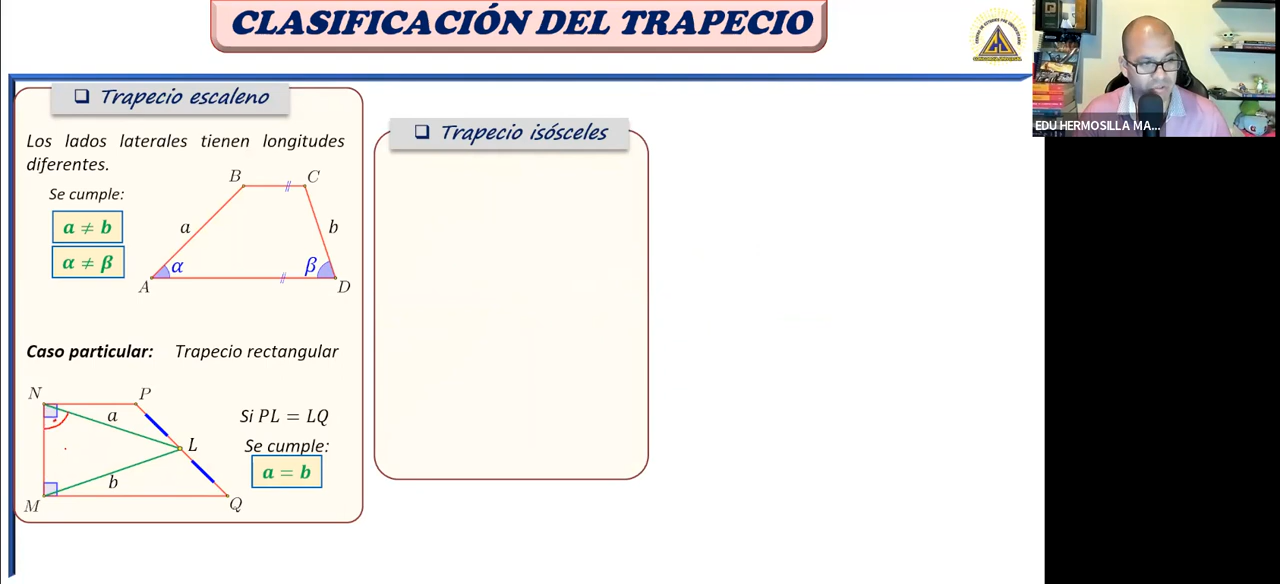 CLASIFICACIÓN DEL TRAPECIO
EDU HERMOSILLA MA...
❑ Trapecio escaleno
Los lados laterales tienen longitudes
diferentes.
Se cumple:
a ≠ b
α ≠ β
B
C
a
b
α
β
A
D
Caso particular: Trapecio rectangular
N
P
a
L
b
M
Q
Si PL = LQ
Se cumple:
a = b
❑ Trapecio isósceles